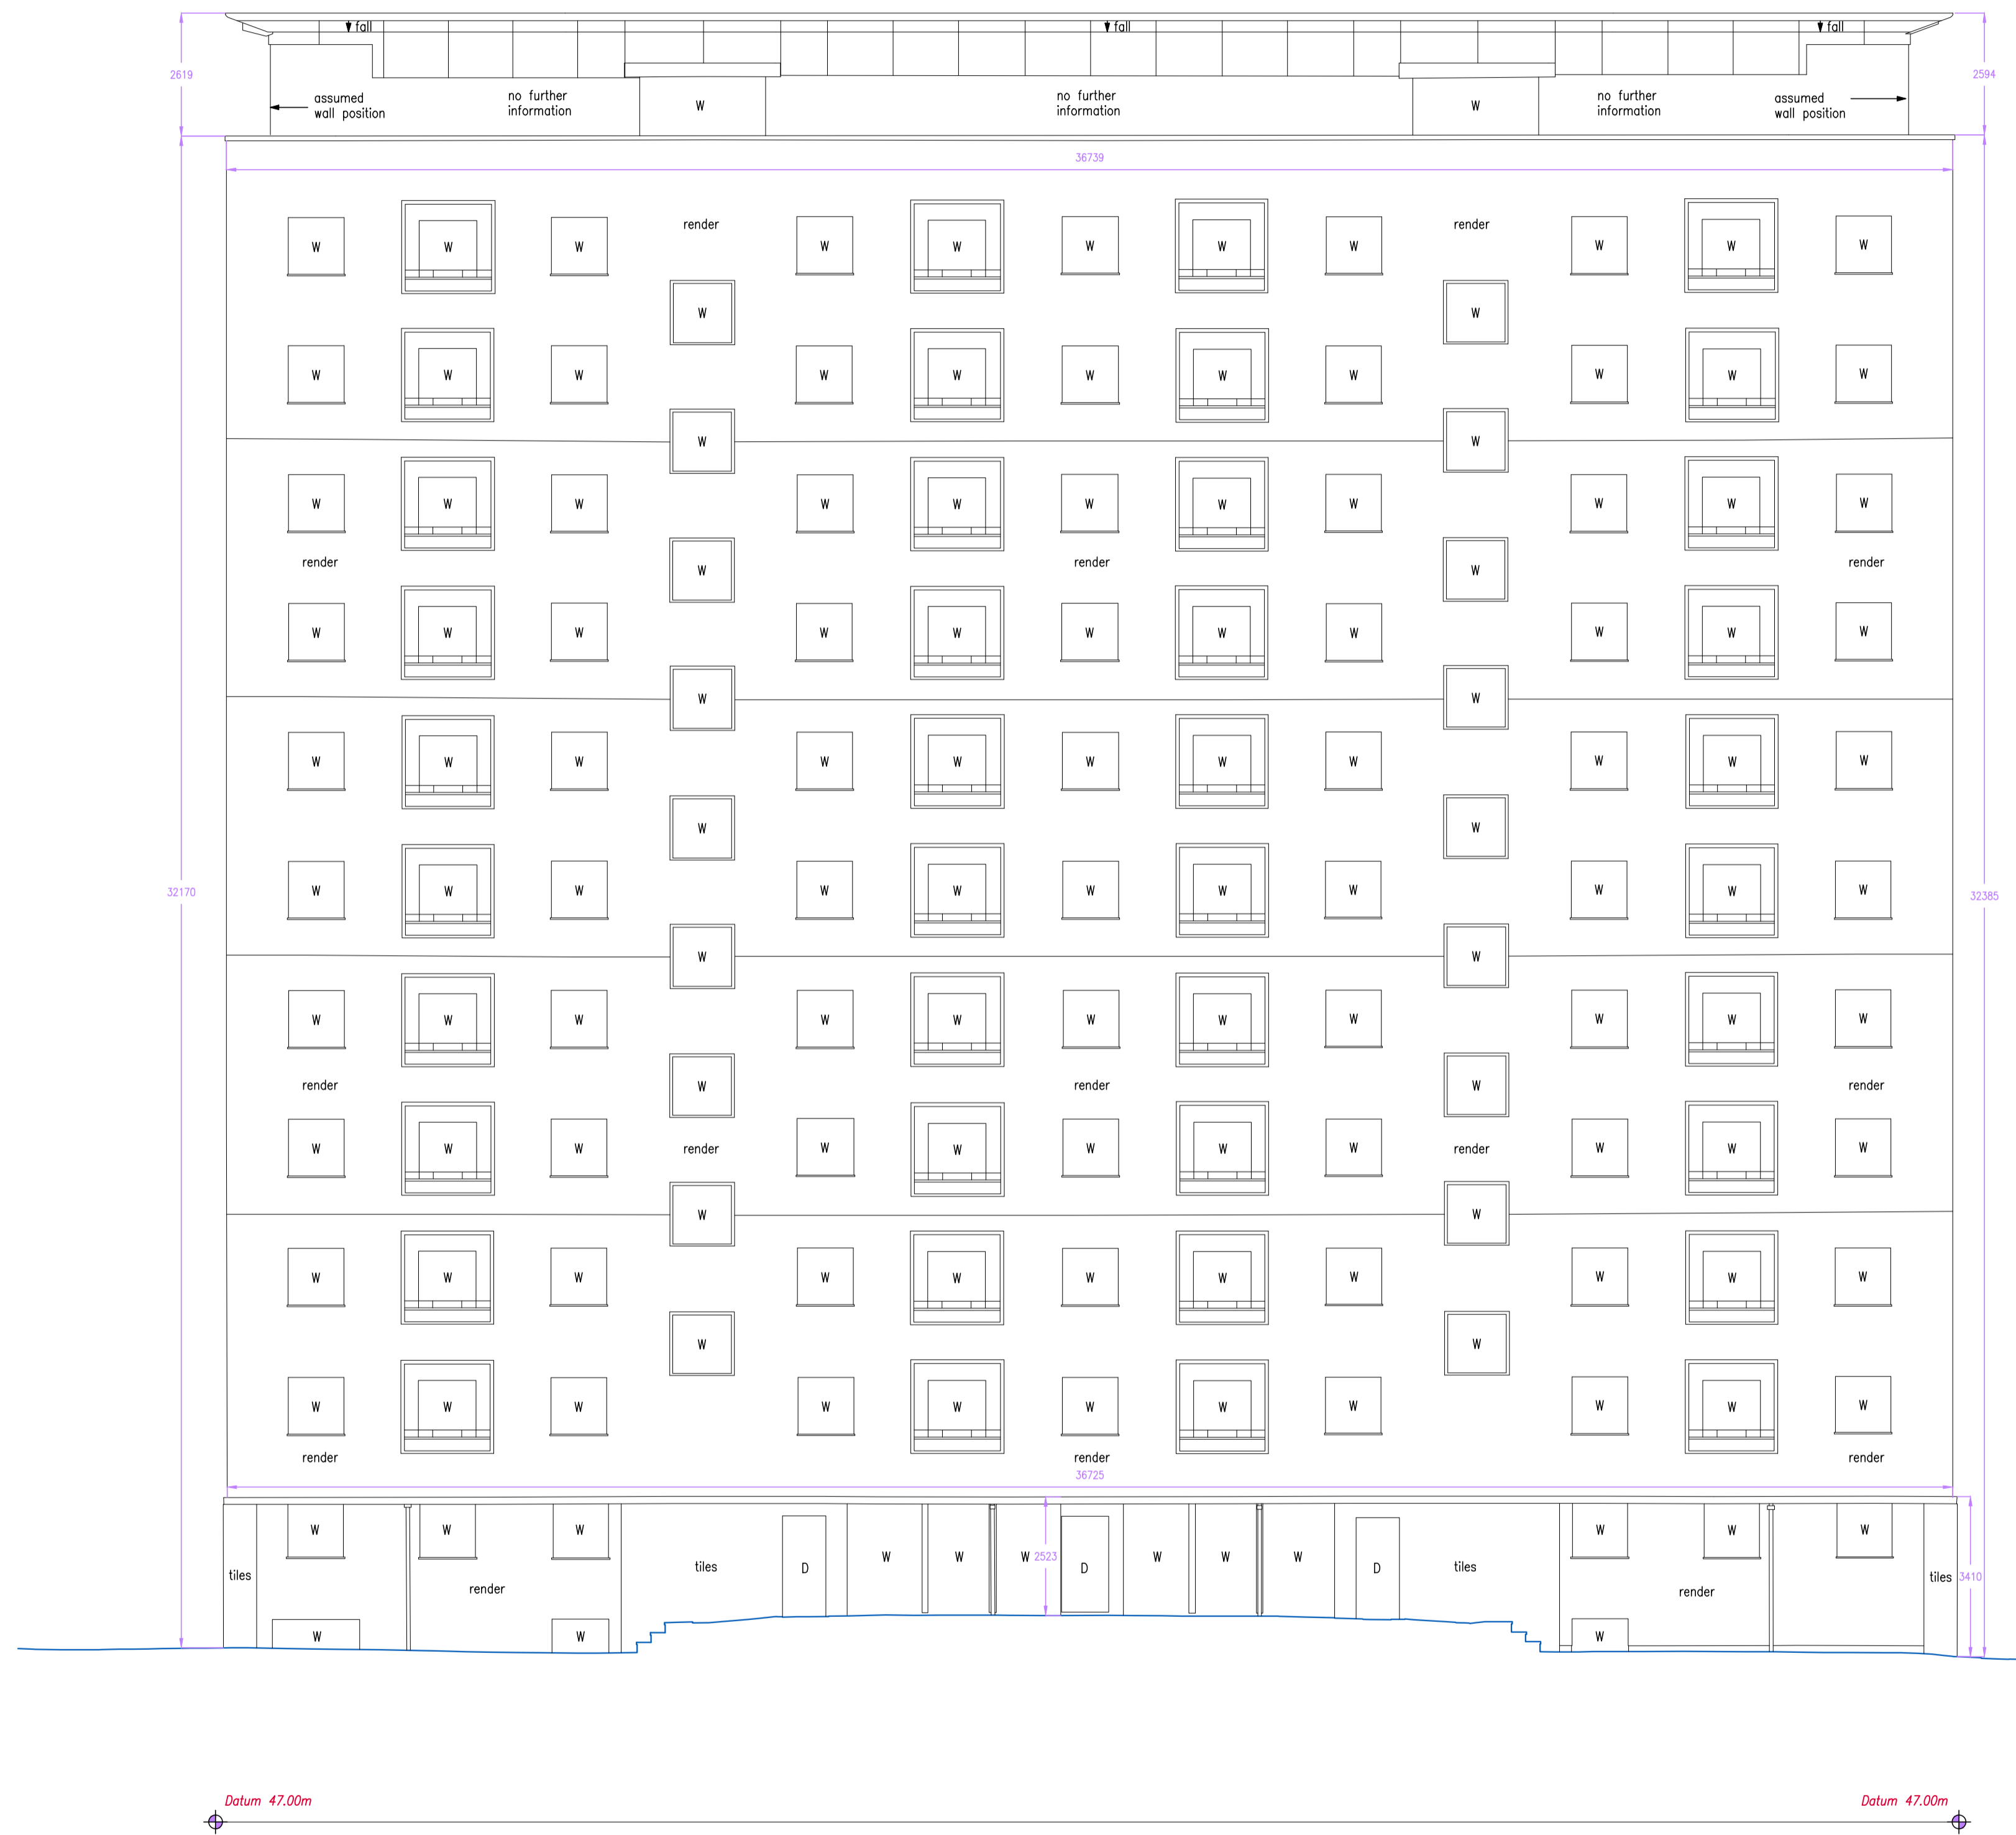 fall fall fall
2619 2594
assumed
wall position
no further
information
W
no further
information
W
no further
information
assumed
wall position
36739
render render
W W W W W W W W W W W
W W
W W W W W W W W W W W
W W
W W W W W W W W W W W
render render render
W W
W W W W W W W W W W W
W W
W W W W W W W W W W W
W W
32170 32385
W W W W W W W W W W W
W W
W W W W W W W W W W W
render render render
W W
W W W W W W W W W W W
render render
W W
W W W W W W W W W W W
W W
W W W W W W W W W W W
render render render
36725
W W W W W W
W W W 2523 W W W
tiles D D D tiles
tiles tiles 3410
render render
W W W
Datum 47.00m Datum 47.00m